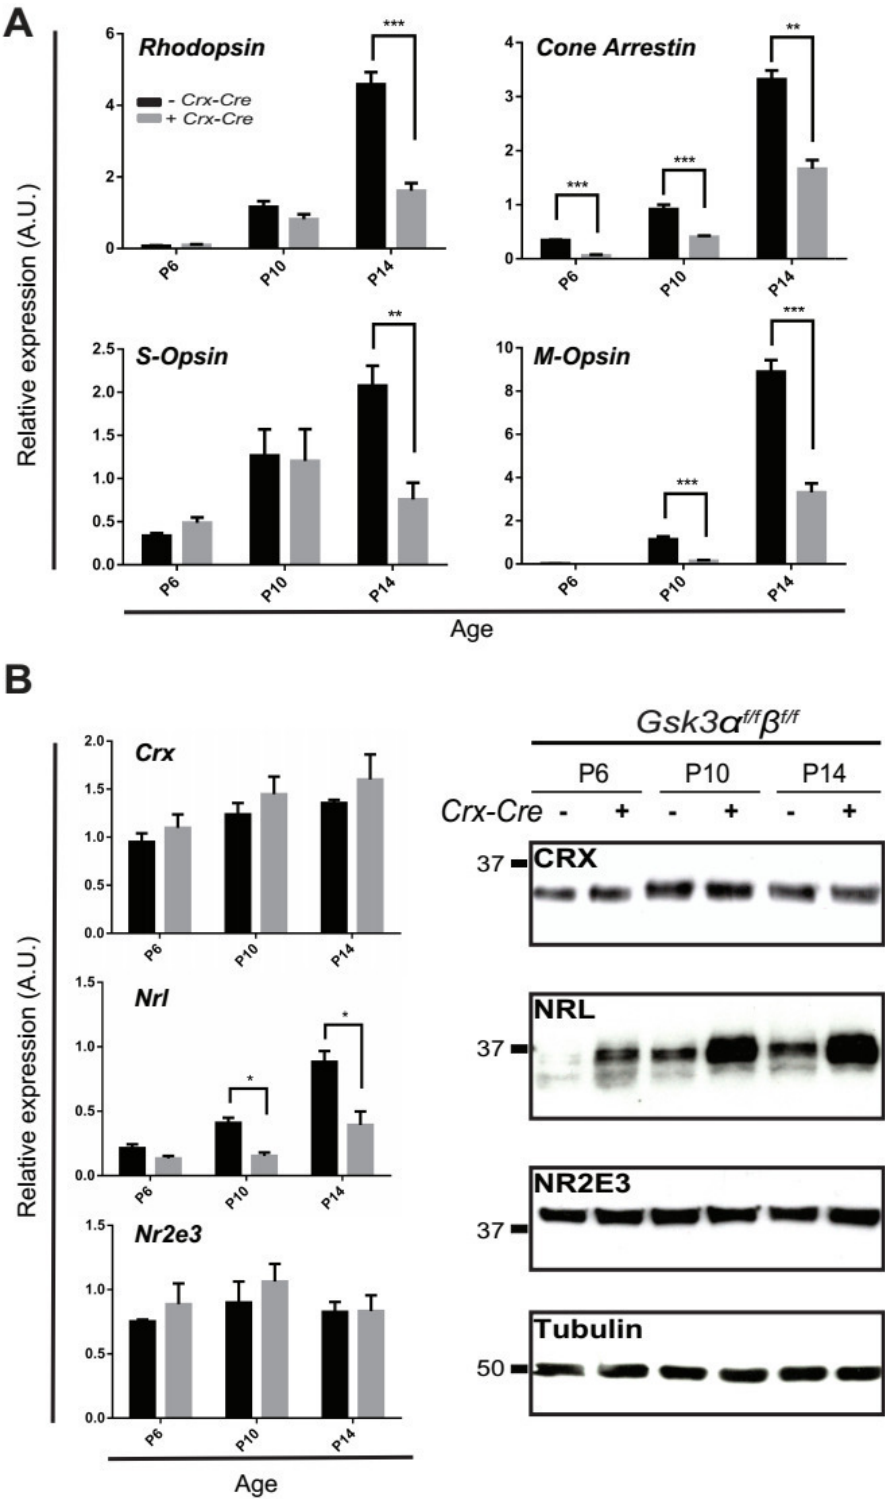 A
Relative expression (A.U.)
Rhodopsin
- Crx-Cre
+ Crx-Cre
6
4
2
0
***
P6
P10
P14
Cone Arrestin
4
3
2
1
0
***
***
**
P6
P10
P14
S-Opsin
2.5
2.0
1.5
1.0
0.5
0.0
**
P6
P10
P14
M-Opsin
10
8
6
4
2
0
***
***
P6
P10
P14
Age
B
Relative expression (A.U.)
Crx
2.0
1.5
1.0
0.5
0.0
P6
P10
P14
Nrl
1.5
1.0
0.5
0.0
*
*
P6
P10
P14
Nr2e3
1.5
1.0
0.5
0.0
P6
P10
P14
Age
Gsk3αf/fβf/f
P6 P10 P14
Crx-Cre - + - + - +
37 CRX
NRL
37
NR2E3
37
Tubulin
50